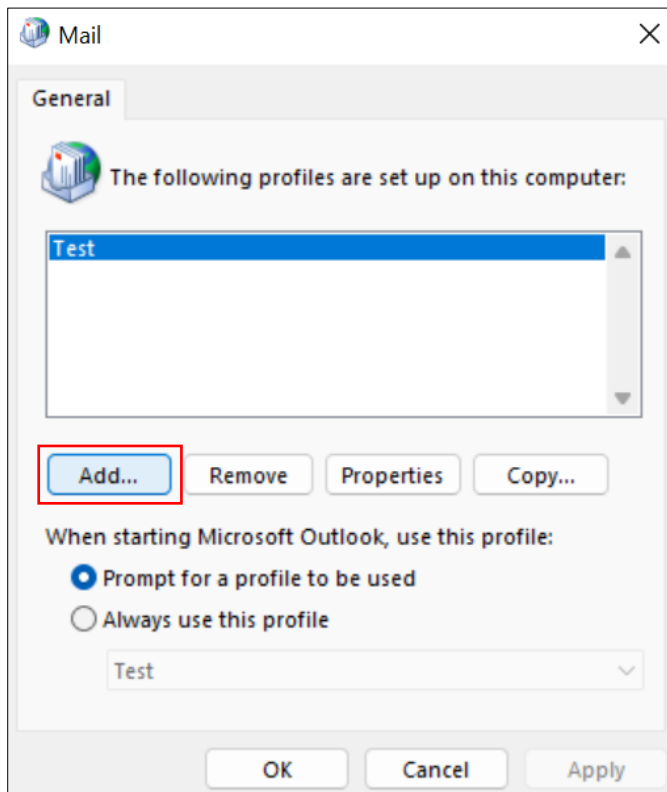 Mail
General
The following profiles are set up on this computer:
Test
Add... Remove Properties Copy...
When starting Microsoft Outlook, use this profile:
Prompt for a profile to be used
Always use this profile
Test
OK Cancel Apply